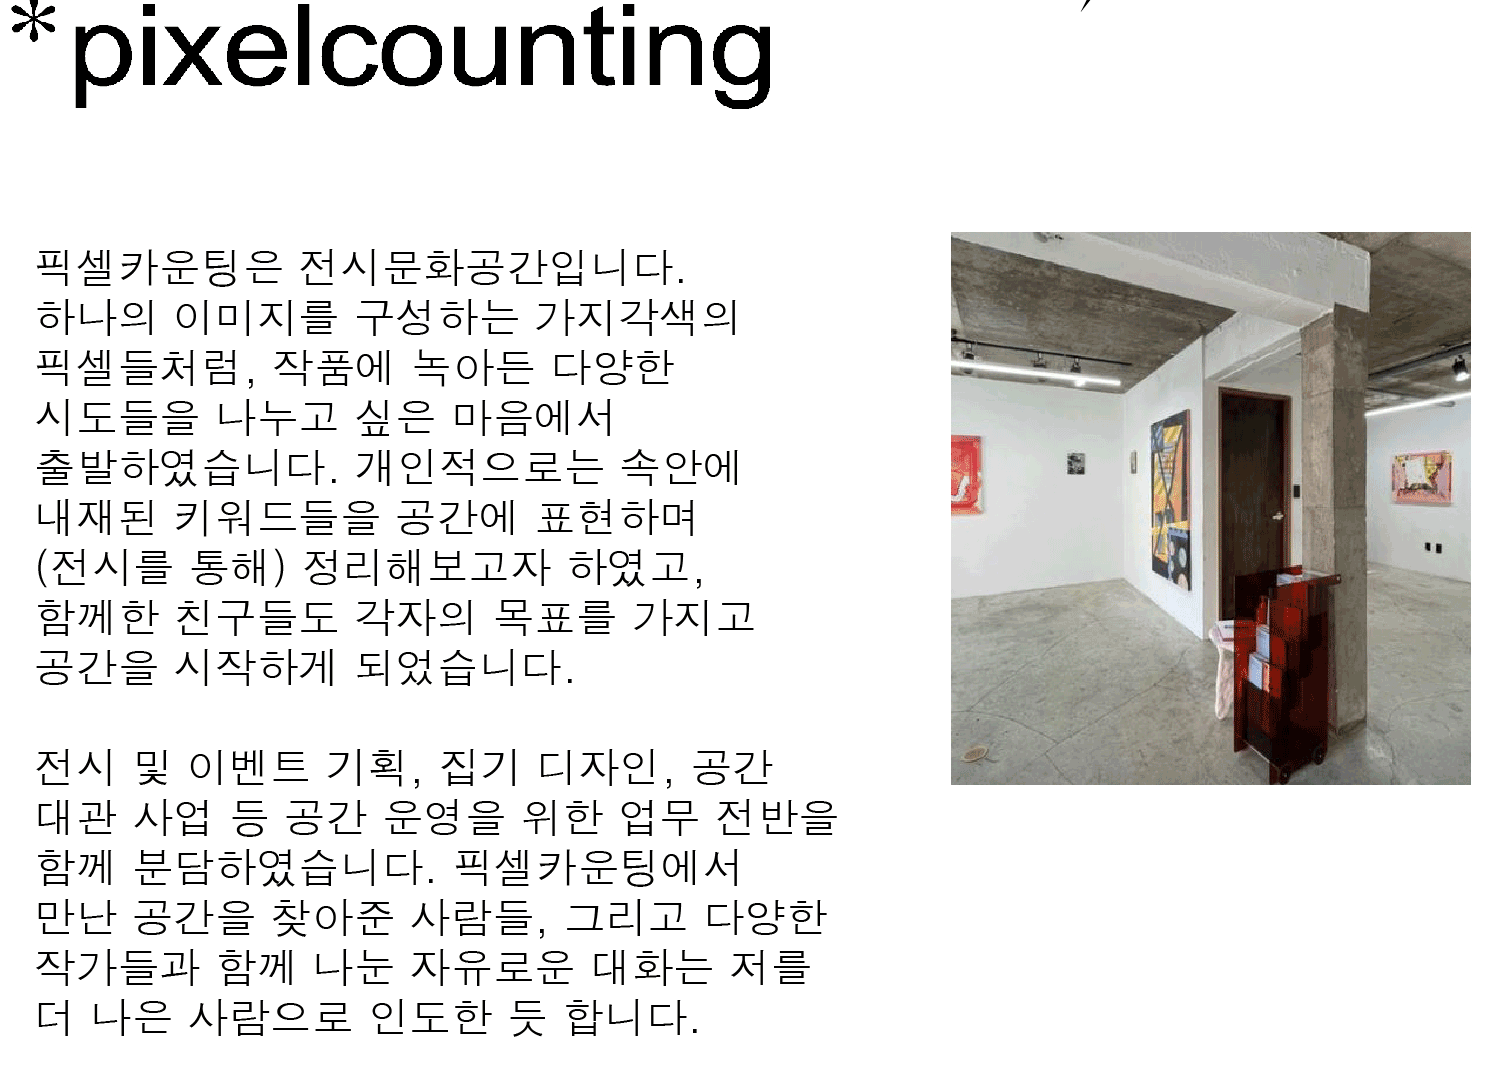 *pixelcounting
픽셀카운팅은 전시문화공간입니다.
하나의 이미지를 구성하는 가지각색의
픽셀들처럼, 작품에 녹아든 다양한
시도들을 나누고 싶은 마음에서
출발하였습니다. 개인적으로는 속안에
내재된 키워드들을 공간에 표현하며
(전시를 통해) 정리해보고자 하였고,
함께한 친구들도 각자의 목표를 가지고
공간을 시작하게 되었습니다.
전시 및 이벤트 기획, 집기 디자인, 공간
대관 사업 등 공간 운영을 위한 업무 전반을
함께 분담하였습니다. 픽셀카운팅에서
만난 공간을 찾아준 사람들, 그리고 다양한
작가들과 함께 나눈 자유로운 대화는 저를
더 나은 사람으로 인도한 듯 합니다.